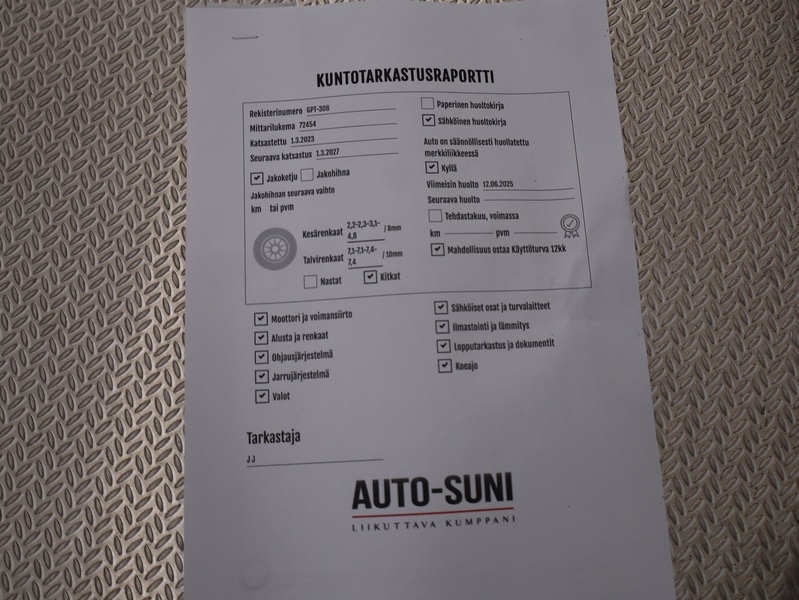 KUNTOTARKASTUSRAPORTTI
Rekisterinumero GPT-306
Mittarilukema 72454
Katsastettu 1.3.2023
Seuraava katsastus 1.3.2027
Jakoketju Jakohihna
Jakohihnan seuraava vaihto
km tai pvm
Kesärenkaat 2,2-2,3-3,1-
4,8 / 8mm
Talvirenkaat 7,1-7,1-7,4-
7,4 / 10mm
Nastat Kitkat
Paperinen huoltokirja
Sähköinen huoltokirja
Auto on säännöllisesti huollatettu
merkkiliikkeessä
Kyllä
Viimeisin huolto 12.06.2025
Seuraava huolto
Tehdastakuu, voimassa
km pvm
Mahdollisuus ostaa Käyttöturva 12kk
Moottori ja voimansiirto
Alusta ja renkaat
Ohjausjärjestelmä
Jarrujärjestelmä
Valot
Sähköiset osat ja turvalaitteet
Ilmastointi ja lämmitys
Lopputarkastus ja dokumentit
Koeajo
Tarkastaja
JJ
AUTO-SUNI
LIIKUTTAVA KUMPPANI